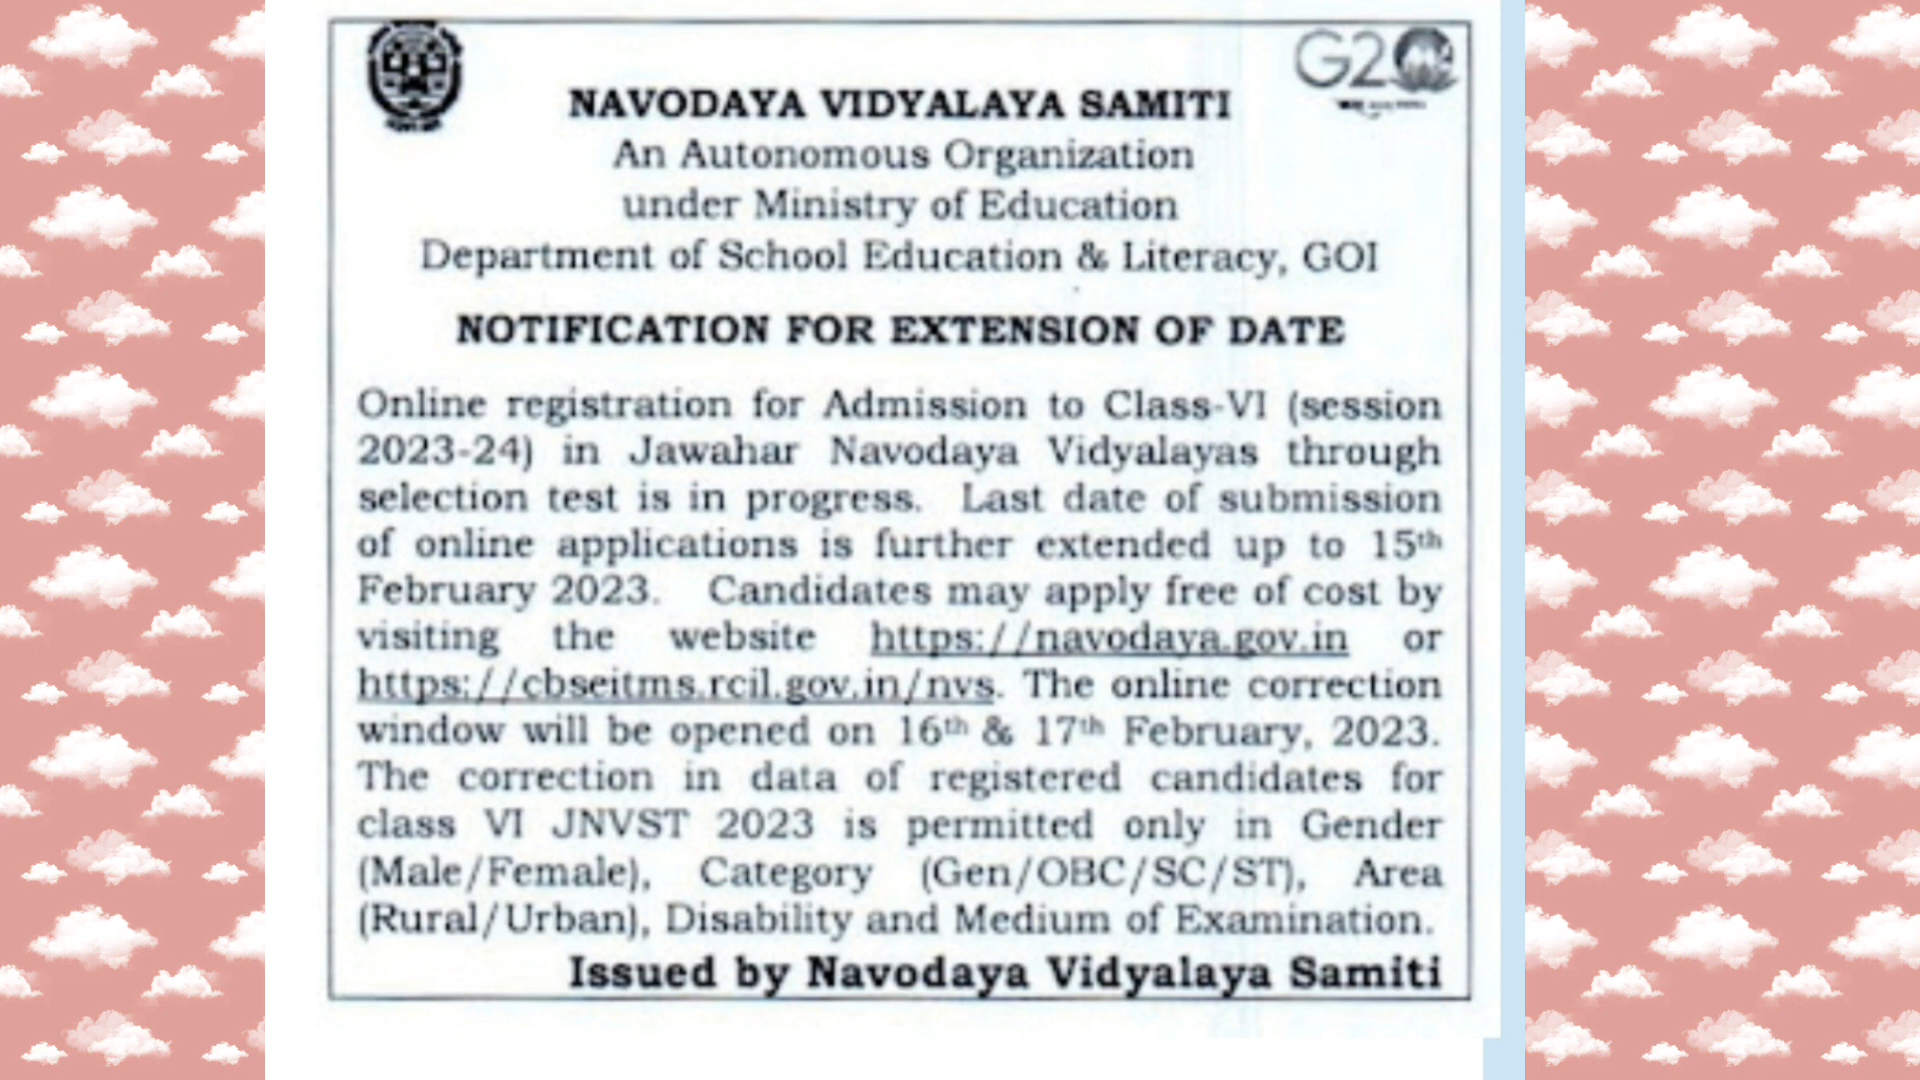 G20
NAVODAYA VIDYALAYA SAMITI
An Autonomous Organization
under Ministry of Education
Department of School Education & Literacy, GOI
NOTIFICATION FOR EXTENSION OF DATE
Online registration for Admission to Class-VI (session
2023-24) in Jawahar Navodaya Vidyalayas through
selection test is in progress. Last date of submission
of online applications is further extended up to 15th
February 2023. Candidates may apply free of cost by
visiting the website https://navodaya.gov.in or
https://cbseitms.rcil.gov.in/nvs. The online correction
window will be opened on 16th & 17th February, 2023.
The correction in data of registered candidates for
class VI JNVST 2023 is permitted only in Gender
(Male/Female), Category (Gen/OBC/SC/ST), Area
(Rural/Urban), Disability and Medium of Examination.
Issued by Navodaya Vidyalaya Samiti